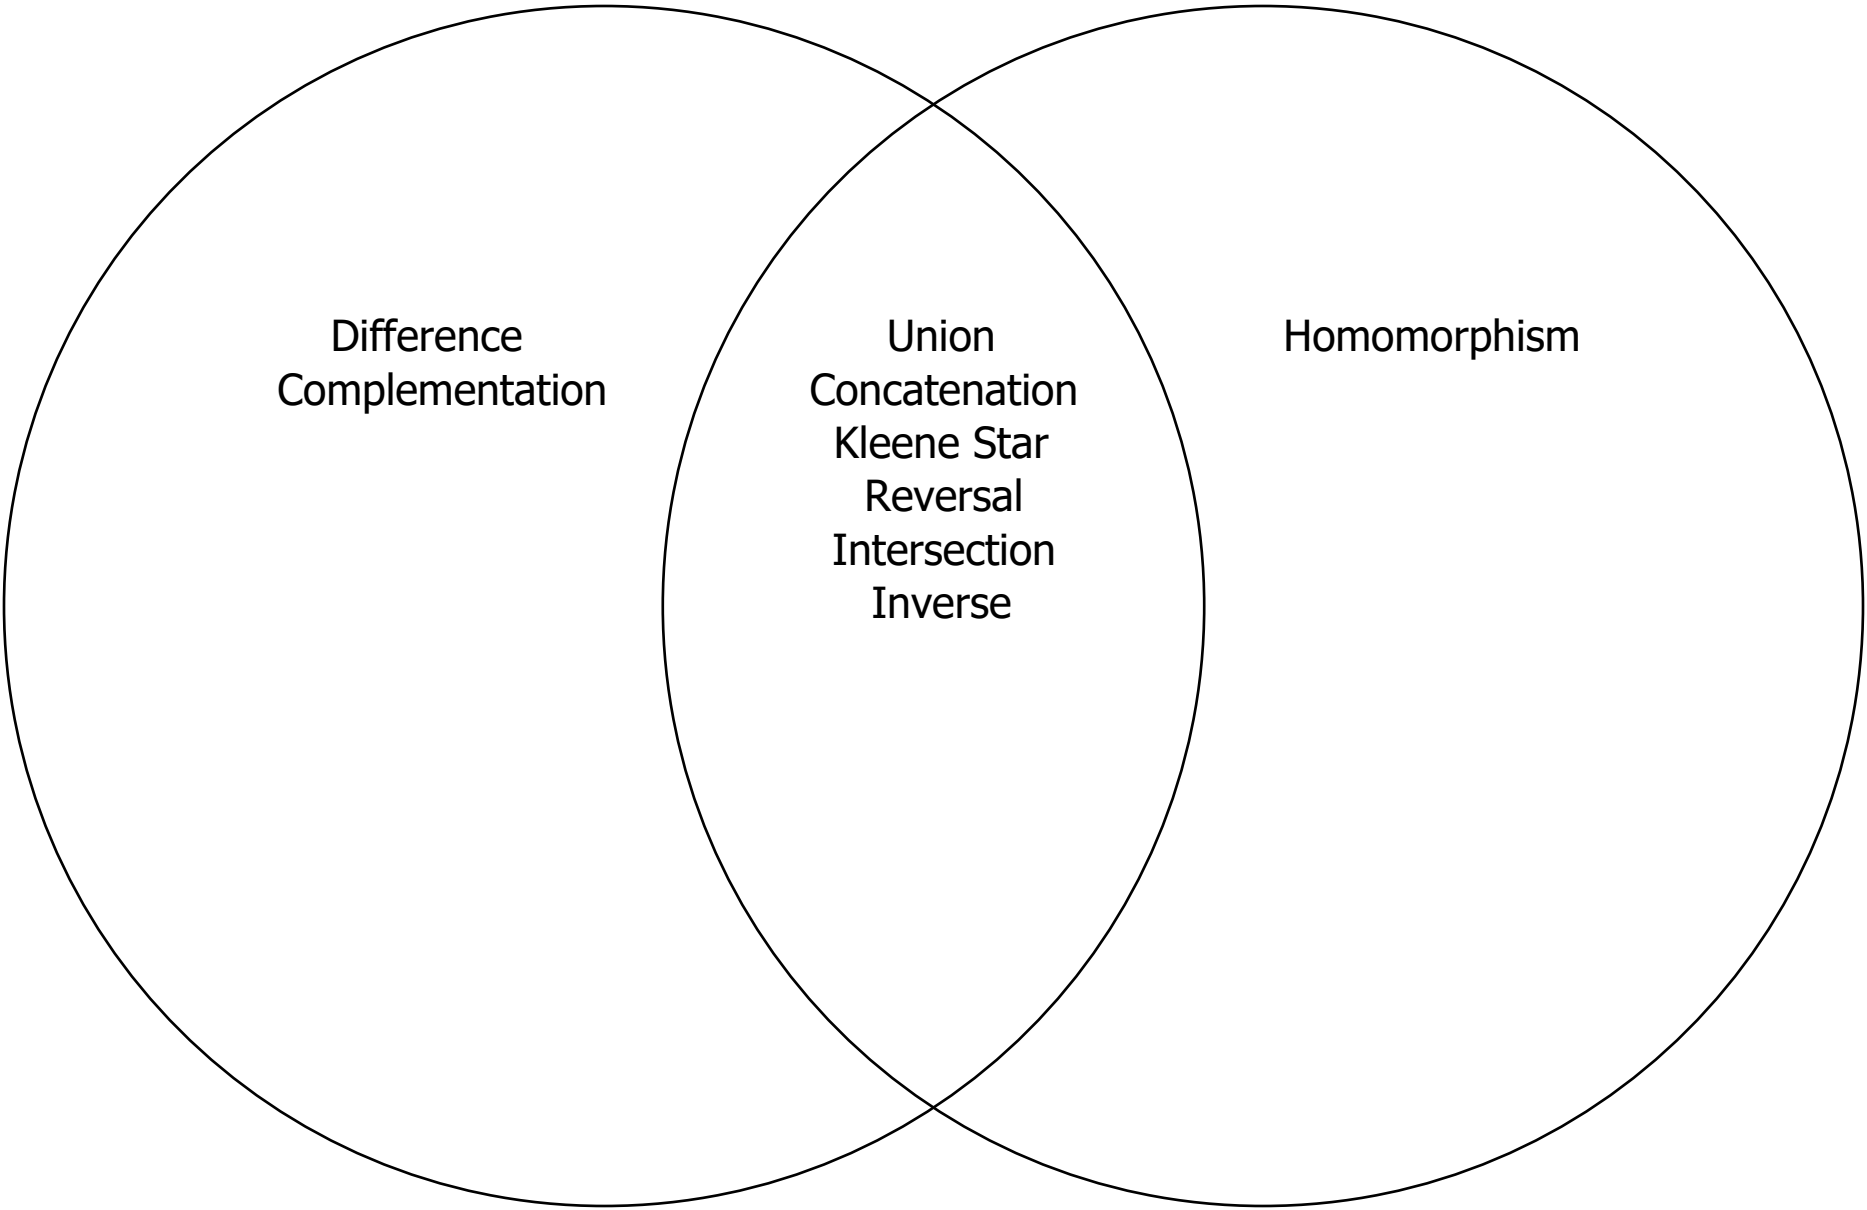 Difference
Complementation
Union
Concatenation
Kleene Star
Reversal
Intersection
Inverse
Homomorphism